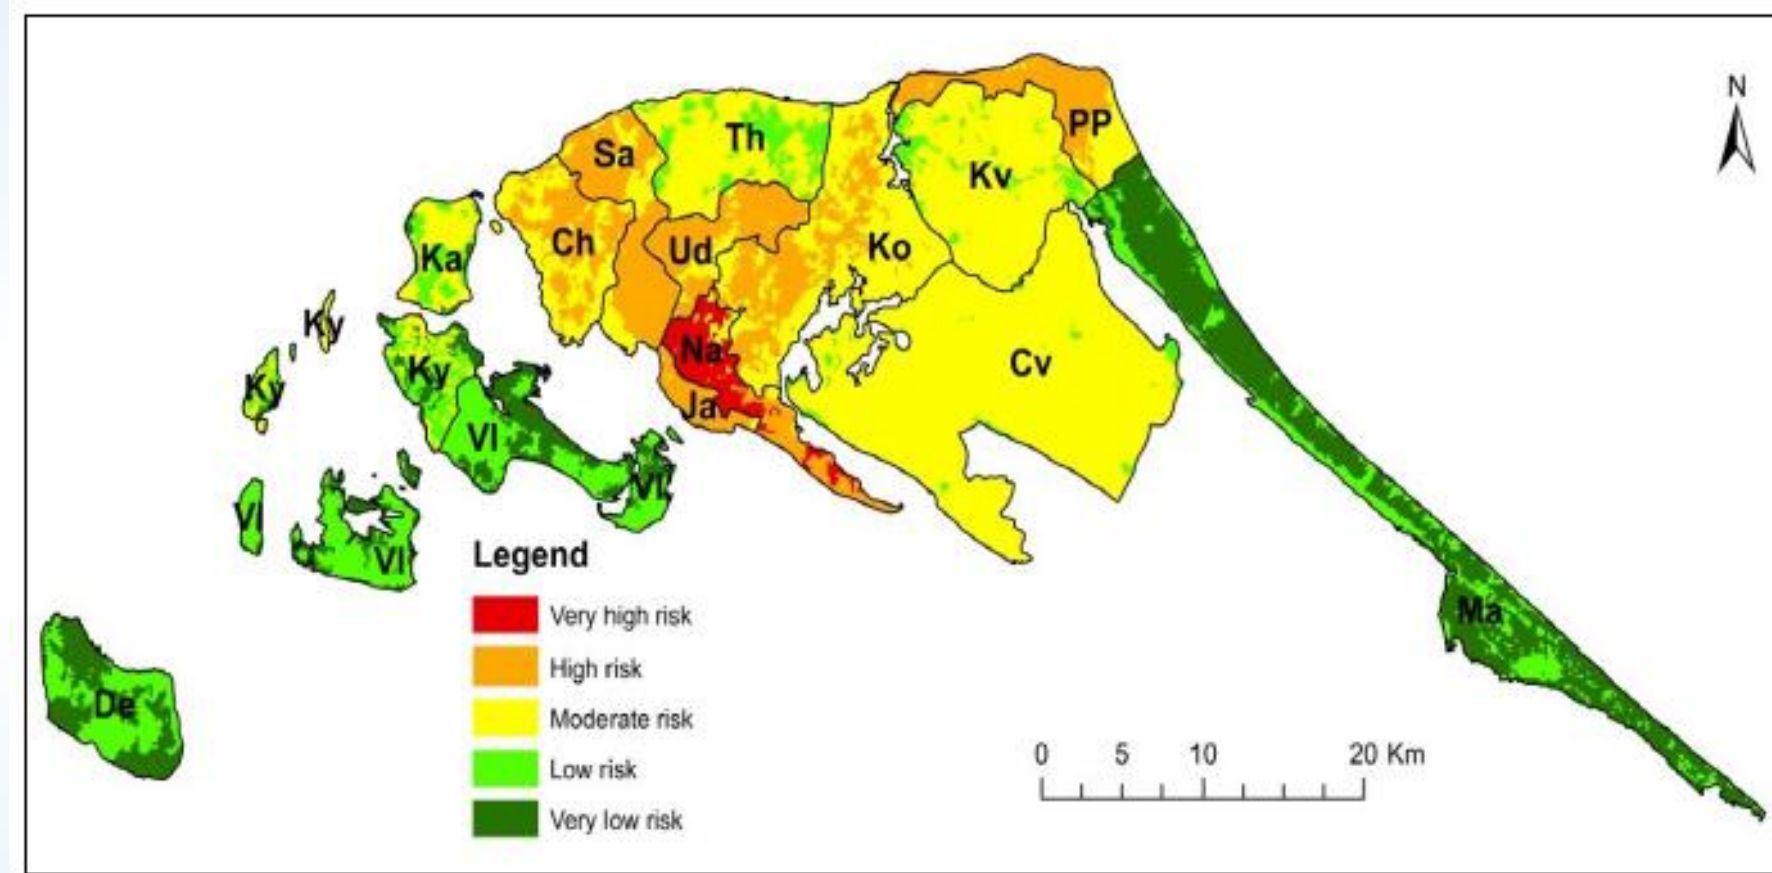 N
PP
Th
Sa
Kv
Ch
Ud
Ko
Ka
Ky
Na
Cv
Ky
Ky
Ja
Vl
Vl
Vl
Vl
Legend
Very high risk
Ma
High risk
De
Moderate risk
0 5 10 20 Km
Low risk
Very low risk